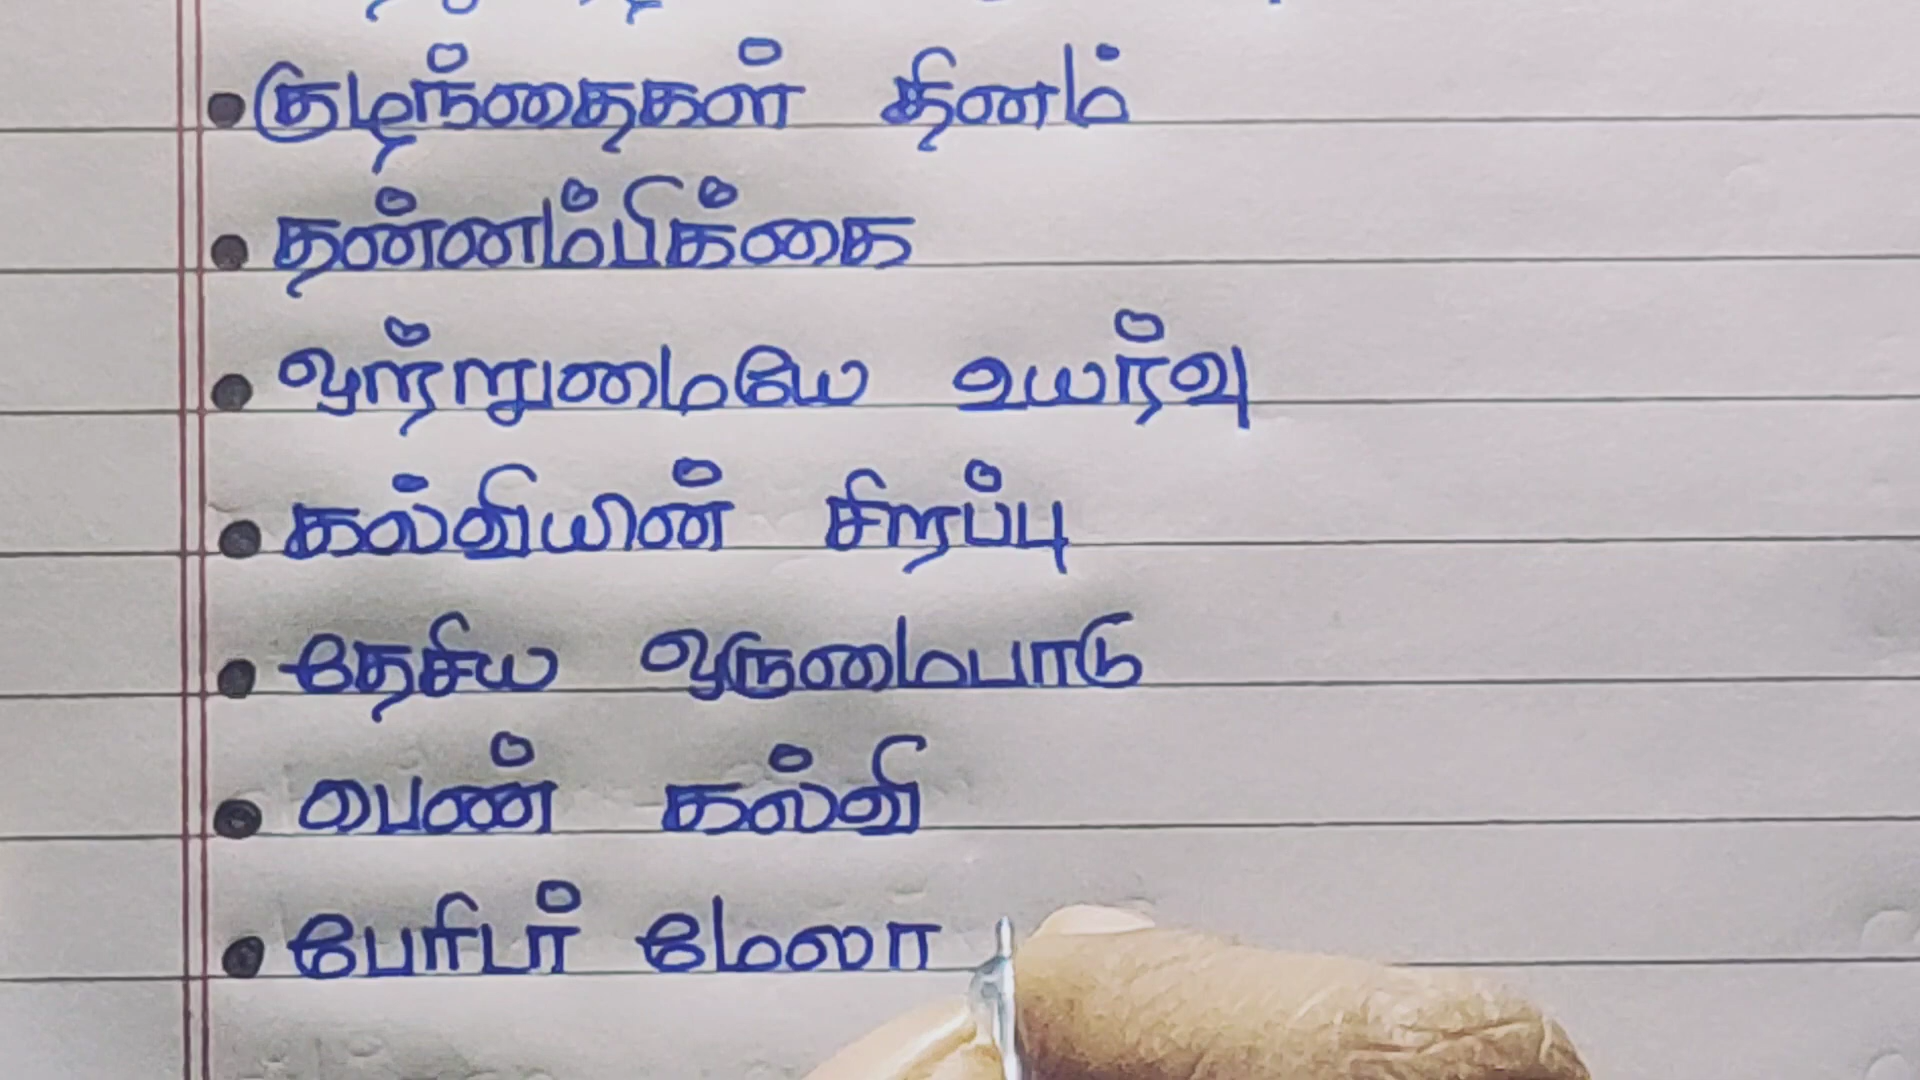 • குழந்தைகள் தினம்
• தன்னம்பிக்கை
• ஒற்றுமையே உயர்வு
• கல்வியின் சிறப்பு
• தேசிய ஒருமைபாடு
• பெண் கல்வி
• பேரிடர் மேலா